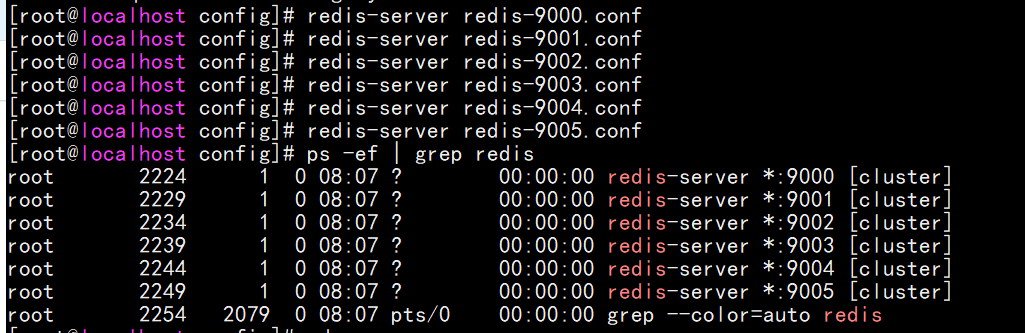 [root@localhost config]# redis-server redis-9000.conf
[root@localhost config]# redis-server redis-9001.conf
[root@localhost config]# redis-server redis-9002.conf
[root@localhost config]# redis-server redis-9003.conf
[root@localhost config]# redis-server redis-9004.conf
[root@localhost config]# redis-server redis-9005.conf
[root@localhost config]# ps -ef | grep redis
root 2224 1 0 08:07 ? 00:00:00 redis-server *:9000 [cluster]
root 2229 1 0 08:07 ? 00:00:00 redis-server *:9001 [cluster]
root 2234 1 0 08:07 ? 00:00:00 redis-server *:9002 [cluster]
root 2239 1 0 08:07 ? 00:00:00 redis-server *:9003 [cluster]
root 2244 1 0 08:07 ? 00:00:00 redis-server *:9004 [cluster]
root 2249 1 0 08:07 ? 00:00:00 redis-server *:9005 [cluster]
root 2254 2079 0 08:07 pts/0 00:00:00 grep --color=auto redis